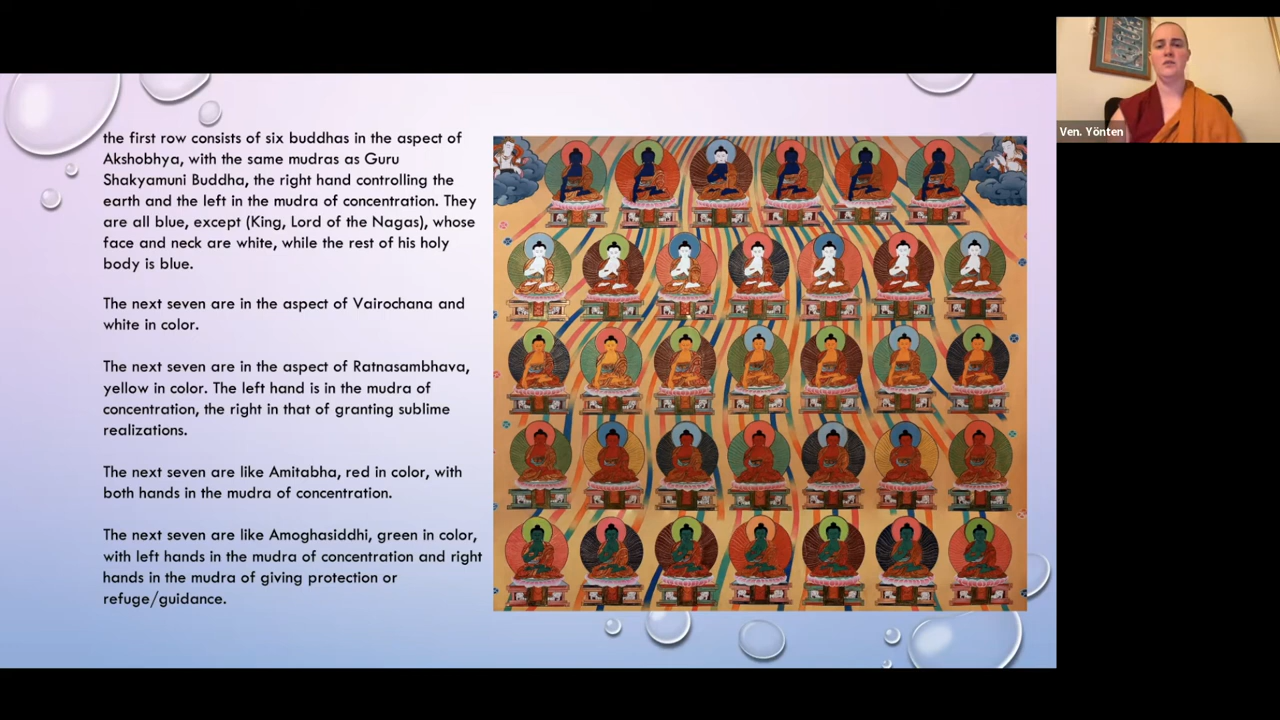 the first row consists of six buddhas in the aspect of
Akshobhya, with the same mudras as Guru
Shakyamuni Buddha, the right hand controlling the
earth and the left in the mudra of concentration. They
are all blue, except (King, Lord of the Nagas), whose
face and neck are white, while the rest of his holy
body is blue.
The next seven are in the aspect of Vairochana and
white in color.
The next seven are in the aspect of Ratnasambhava,
yellow in color. The left hand is in the mudra of
concentration, the right in that of granting sublime
realizations.
The next seven are like Amitabha, red in color, with
both hands in the mudra of concentration.
The next seven are like Amoghasiddhi, green in color,
with left hands in the mudra of concentration and right
hands in the mudra of giving protection or
refuge/guidance.
Ven. Yönten